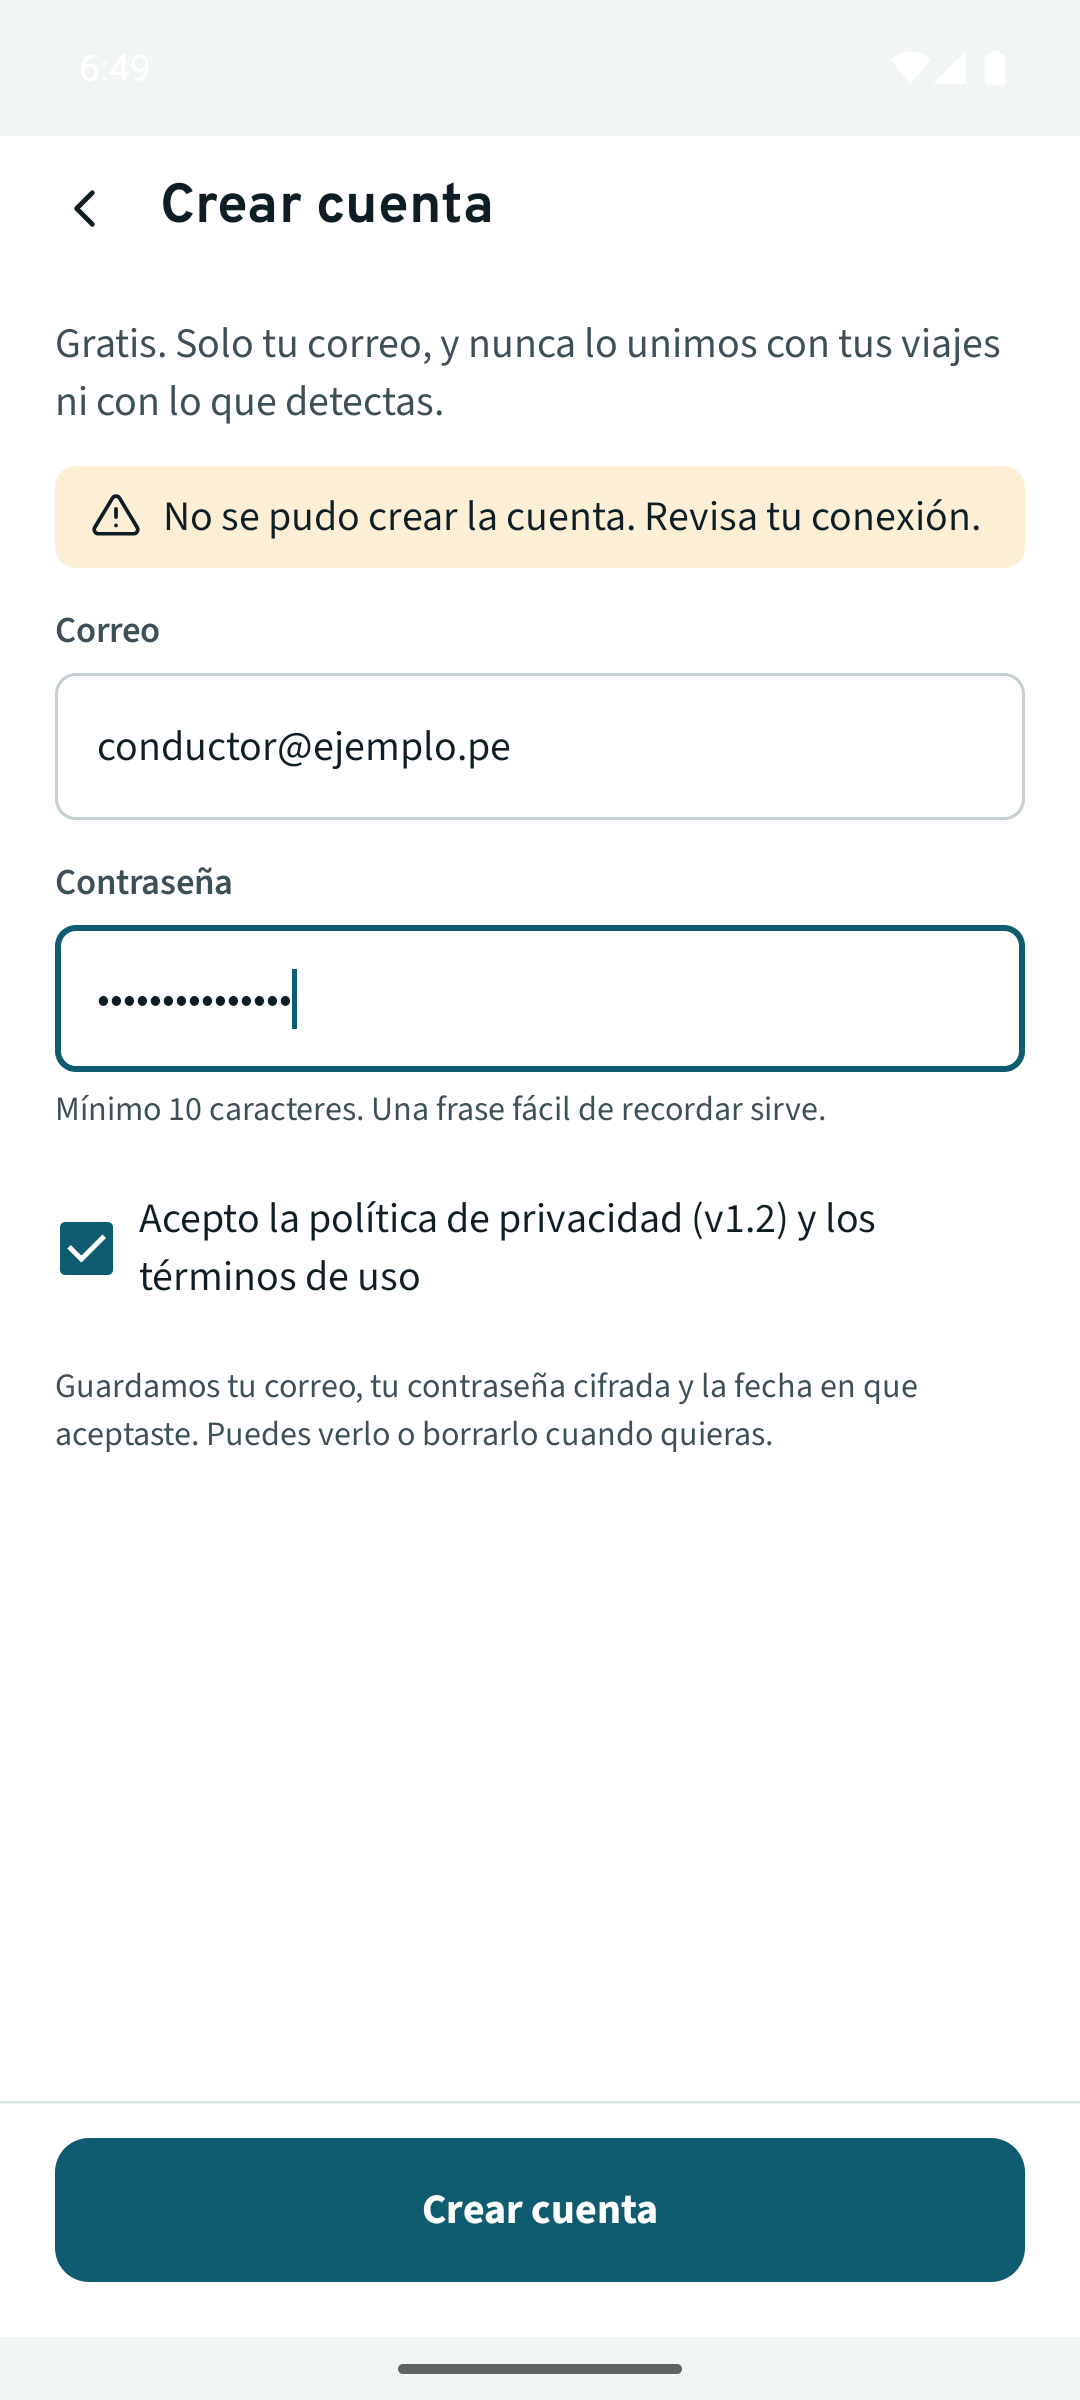 6:49
Crear cuenta
Gratis. Solo tu correo, y nunca lo unimos con tus viajes
ni con lo que detectas.
No se pudo crear la cuenta. Revisa tu conexión.
Correo
conductor@ejemplo.pe
Contraseña
•••••••••••••••
Mínimo 10 caracteres. Una frase fácil de recordar sirve.
Acepto la política de privacidad (v1.2) y los
términos de uso
Guardamos tu correo, tu contraseña cifrada y la fecha en que
aceptaste. Puedes verlo o borrarlo cuando quieras.
Crear cuenta